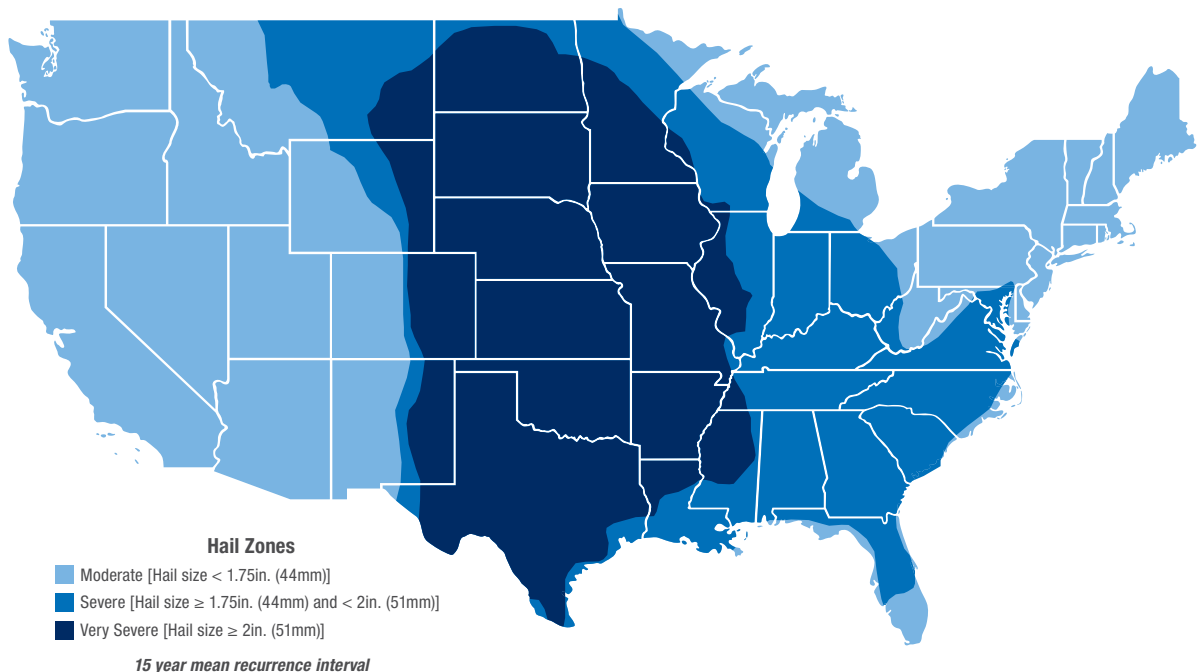 Hail Zones
Moderate [Hail size < 1.75in. (44mm)]
Severe [Hail size ≥ 1.75in. (44mm) and < 2in. (51mm)]
Very Severe [Hail size ≥ 2in. (51mm)]
15 year mean recurrence interval